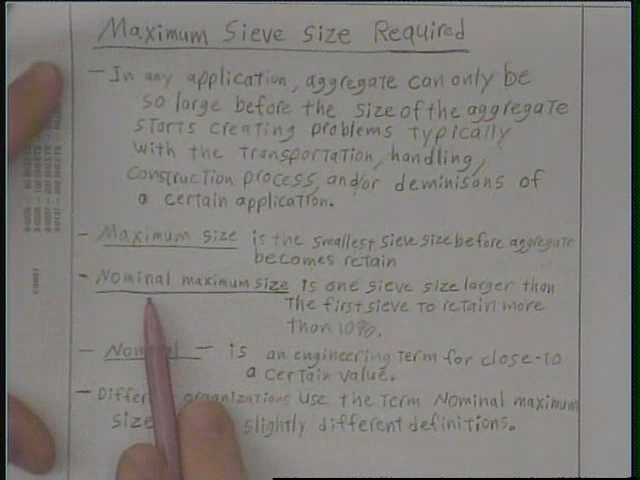 Maximum Sieve size Required
- In any application, aggregate can only be
so large before the size of the aggregate
starts creating problems typically
with the transportation, handling,
construction process, and/or deminisons of
a certain application.
- Maximum size is the smallest sieve size before aggregate
becomes retain
- Nominal maximum size is one sieve size larger than
the first sieve to retain more
than 10%.
- Nominal - is an engineering term for close-to
a certain value.
- Different organizations use the term Nominal maximum
size slightly different definitions.